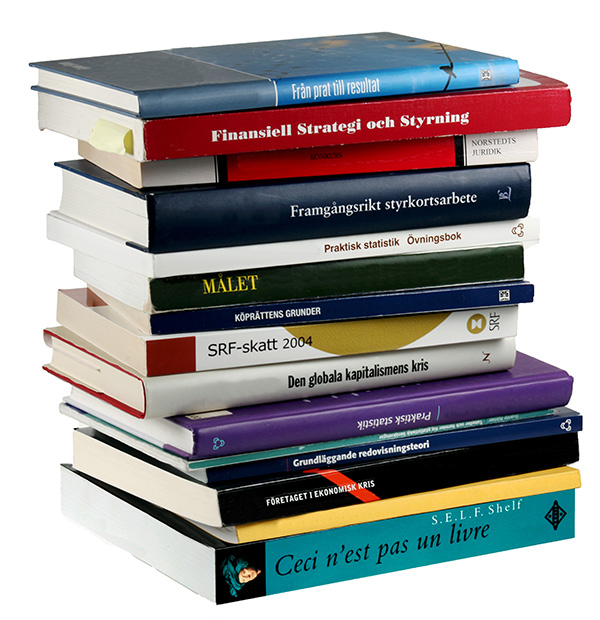 Från prat till resultat
Finansiell Strategi och Styrning
KONKURS
NORSTEDTS
JURIDIK
Framgångsrikt styrkortsarbete
Praktisk statistik Övningsbok
MÅLET
KÖPRÄTTENS GRUNDER
SRF-skatt 2004
SRF
Den globala kapitalismens kris
Praktisk statistik
Grundläggande redovisningsteori
FÖRETAGET I EKONOMISK KRIS
S.E.L.F. Shelf
Ceci n'est pas un livre